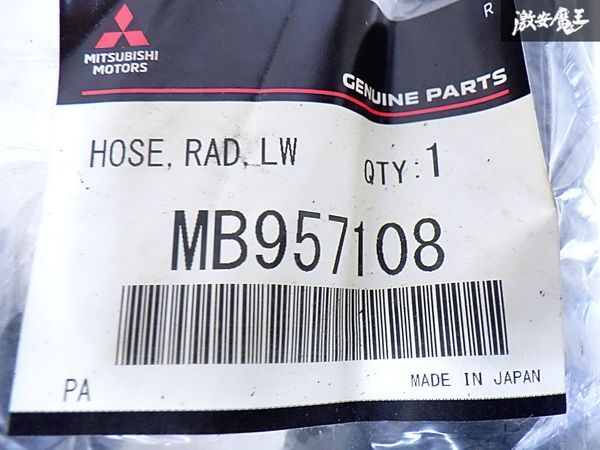 R
激安魔王
MITSUBISHI
MOTORS
GENUINE PARTS
HOSE, RAD, LW
QTY:1
MB957108
PA
MADE IN JAPAN